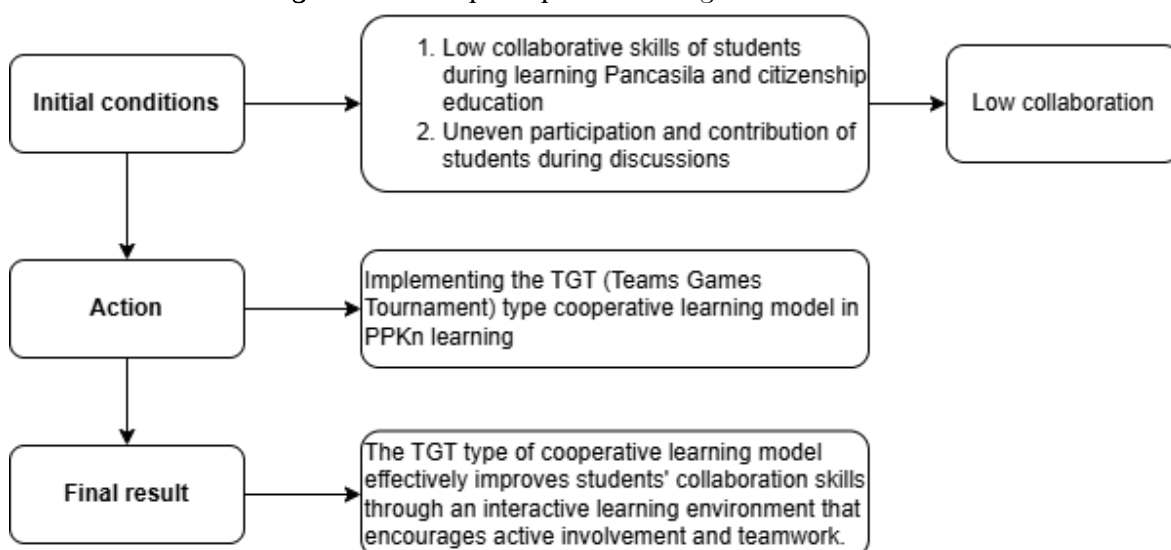 Initial conditions
1. Low collaborative skills of students
during learning Pancasila and citizenship
education
2. Uneven participation and contribution of
students during discussions
Low collaboration
Action
Implementing the TGT (Teams Games
Tournament) type cooperative learning model in
PPKn learning
Final result
The TGT type of cooperative learning model
effectively improves students' collaboration skills
through an interactive learning environment that
encourages active involvement and teamwork.